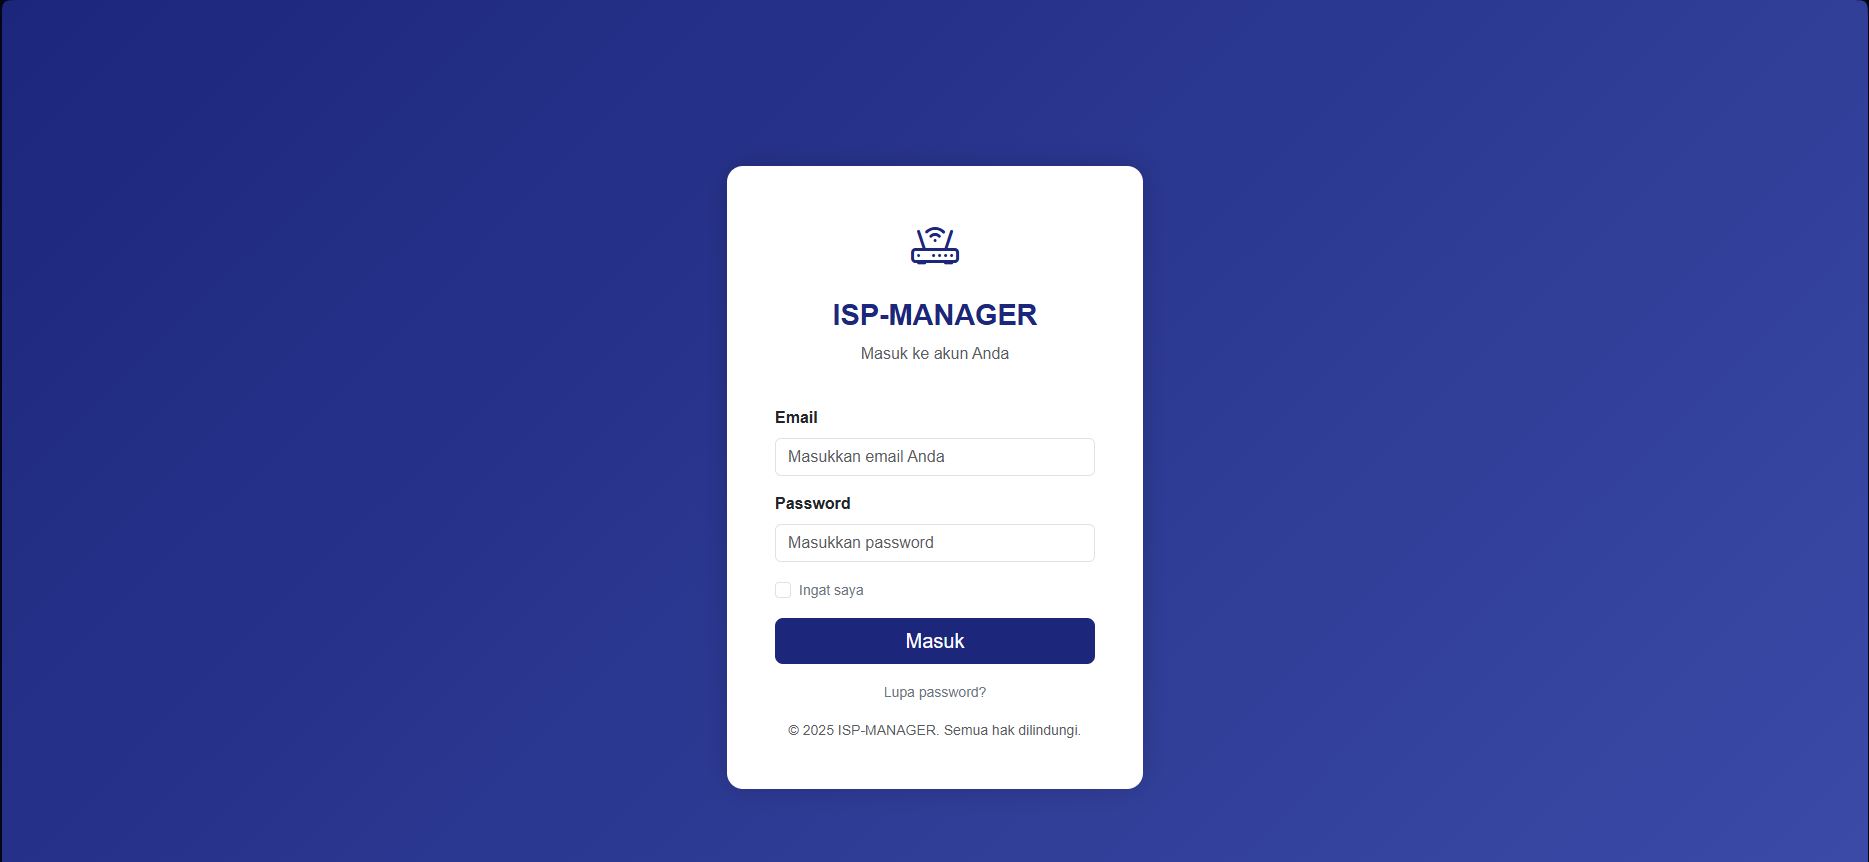 ISP-MANAGER
Masuk ke akun Anda
Email
Masukkan email Anda
Password
Masukkan password
Ingat saya
Masuk
Lupa password?
© 2025 ISP-MANAGER. Semua hak dilindungi.